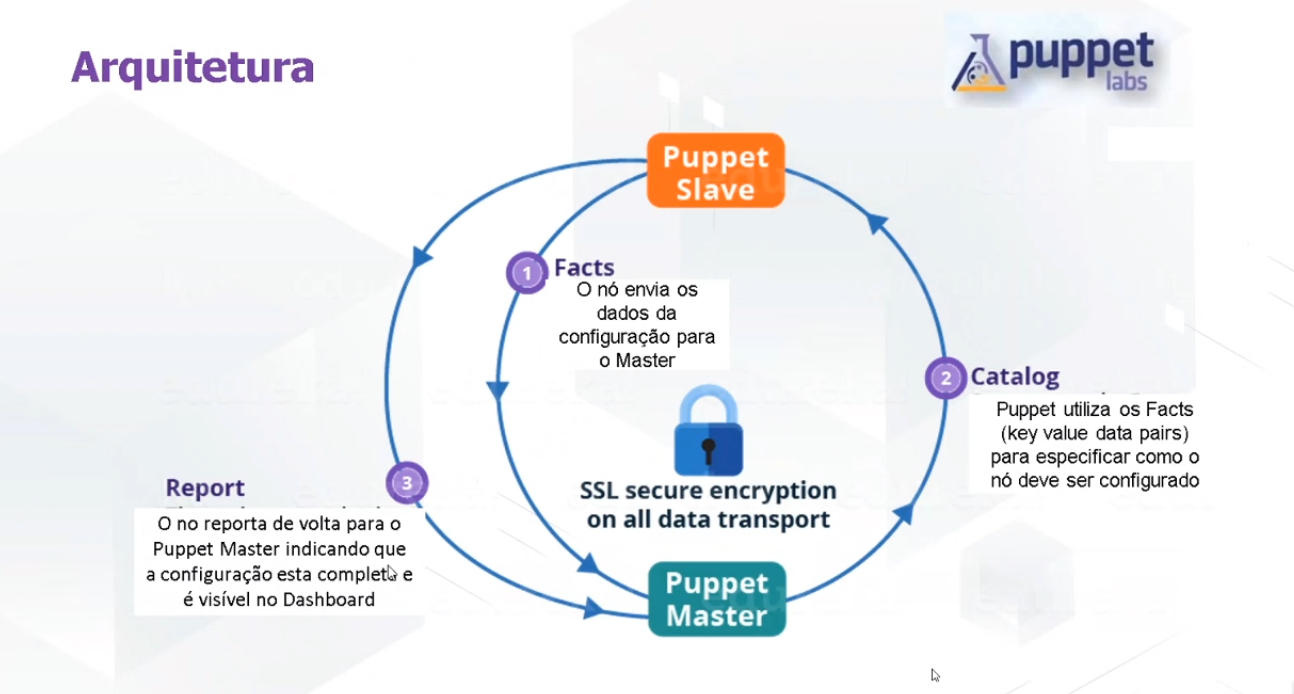 Arquitetura
puppet
labs
Puppet
Slave
1
Facts
O nó envia os
dados da
configuração para
o Master
2
Catalog
Puppet utiliza os Facts
(key value data pairs)
para especificar como o
nó deve ser configurado
SSL secure encryption
on all data transport
3
Report
O no reporta de volta para o
Puppet Master indicando que
a configuração esta completa e
é visível no Dashboard
Puppet
Master